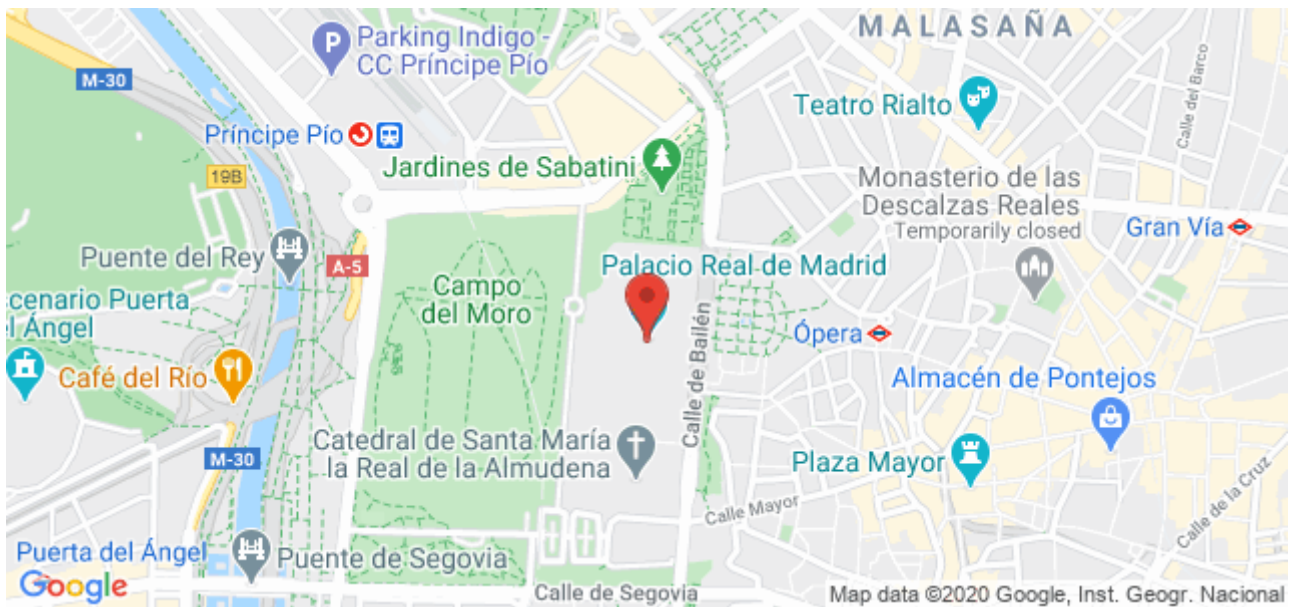 MALASAÑA
Parking Indigo -
CC Príncipe Pío
M-30
Teatro Rialto
Calle del Barco
Príncipe Pío
Jardines de Sabatini
19B
Monasterio de las
Descalzas Reales
Temporarily closed
Gran Vía
Puente del Rey
A-5
Palacio Real de Madrid
Campo
del Moro
scenario Puerta
l Ángel
Ópera
Calle de Bailén
Café del Río
Almacén de Pontejos
Catedral de Santa María
la Real de la Almudena
M-30
Plaza Mayor
Calle Mayor
Calle de la Cruz
Puerta del Ángel
Puente de Segovia
Google
Calle de Segovia
Map data ©2020 Google, Inst. Geogr. Nacional